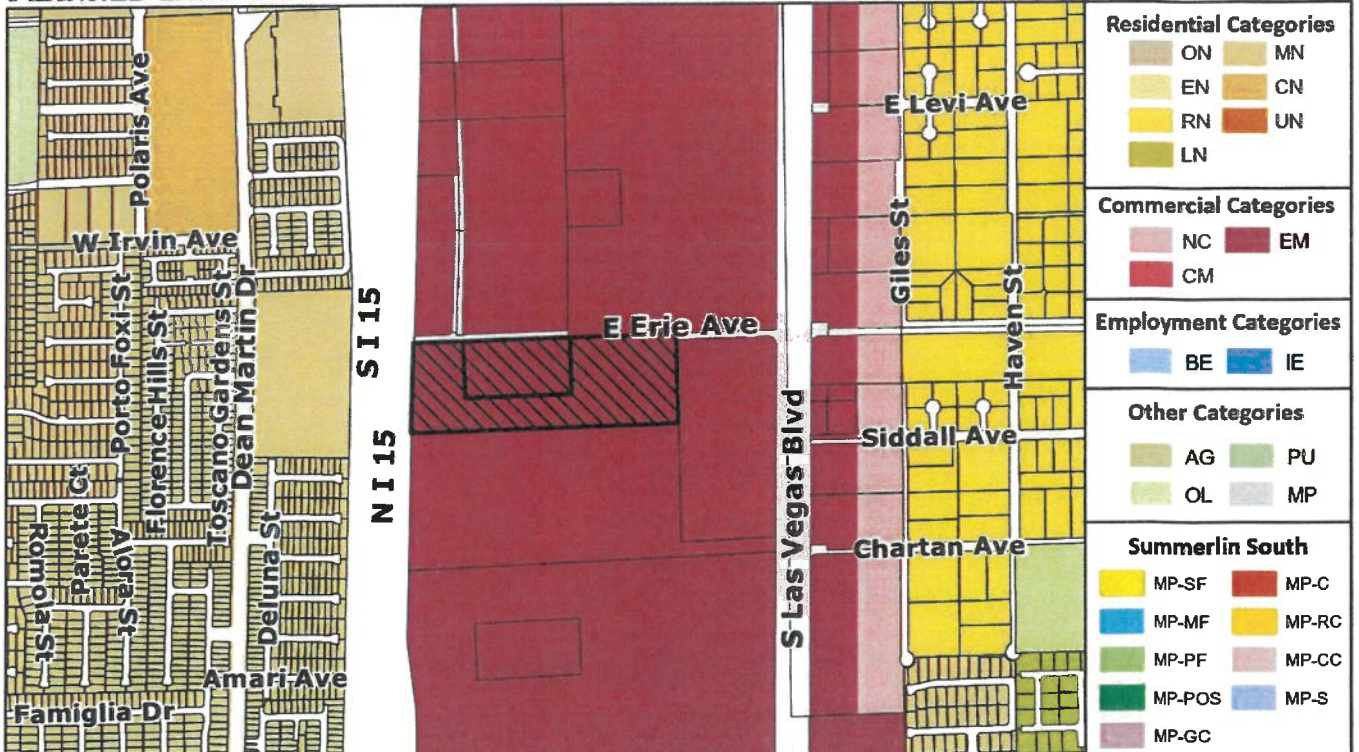 Polaris Ave
W Irvin Ave
Porto Foxi St
Florence Hills St
Toscano Gardens St
Dean Martin Dr
Parete Ct
Alora St
Romola St
Deluna St
Amari Ave
Famiglia Dr
S I 15
N I 15
E Erie Ave
S Las Vegas Blvd
E Levi Ave
Giles St
Haven St
Siddall Ave
Chartan Ave
Residential Categories
ON MN
EN CN
RN UN
LN
Commercial Categories
NC EM
CM
Employment Categories
BE IE
Other Categories
AG PU
OL MP
Summerlin South
MP-SF MP-C
MP-MF MP-RC
MP-PF MP-CC
MP-POS MP-S
MP-GC